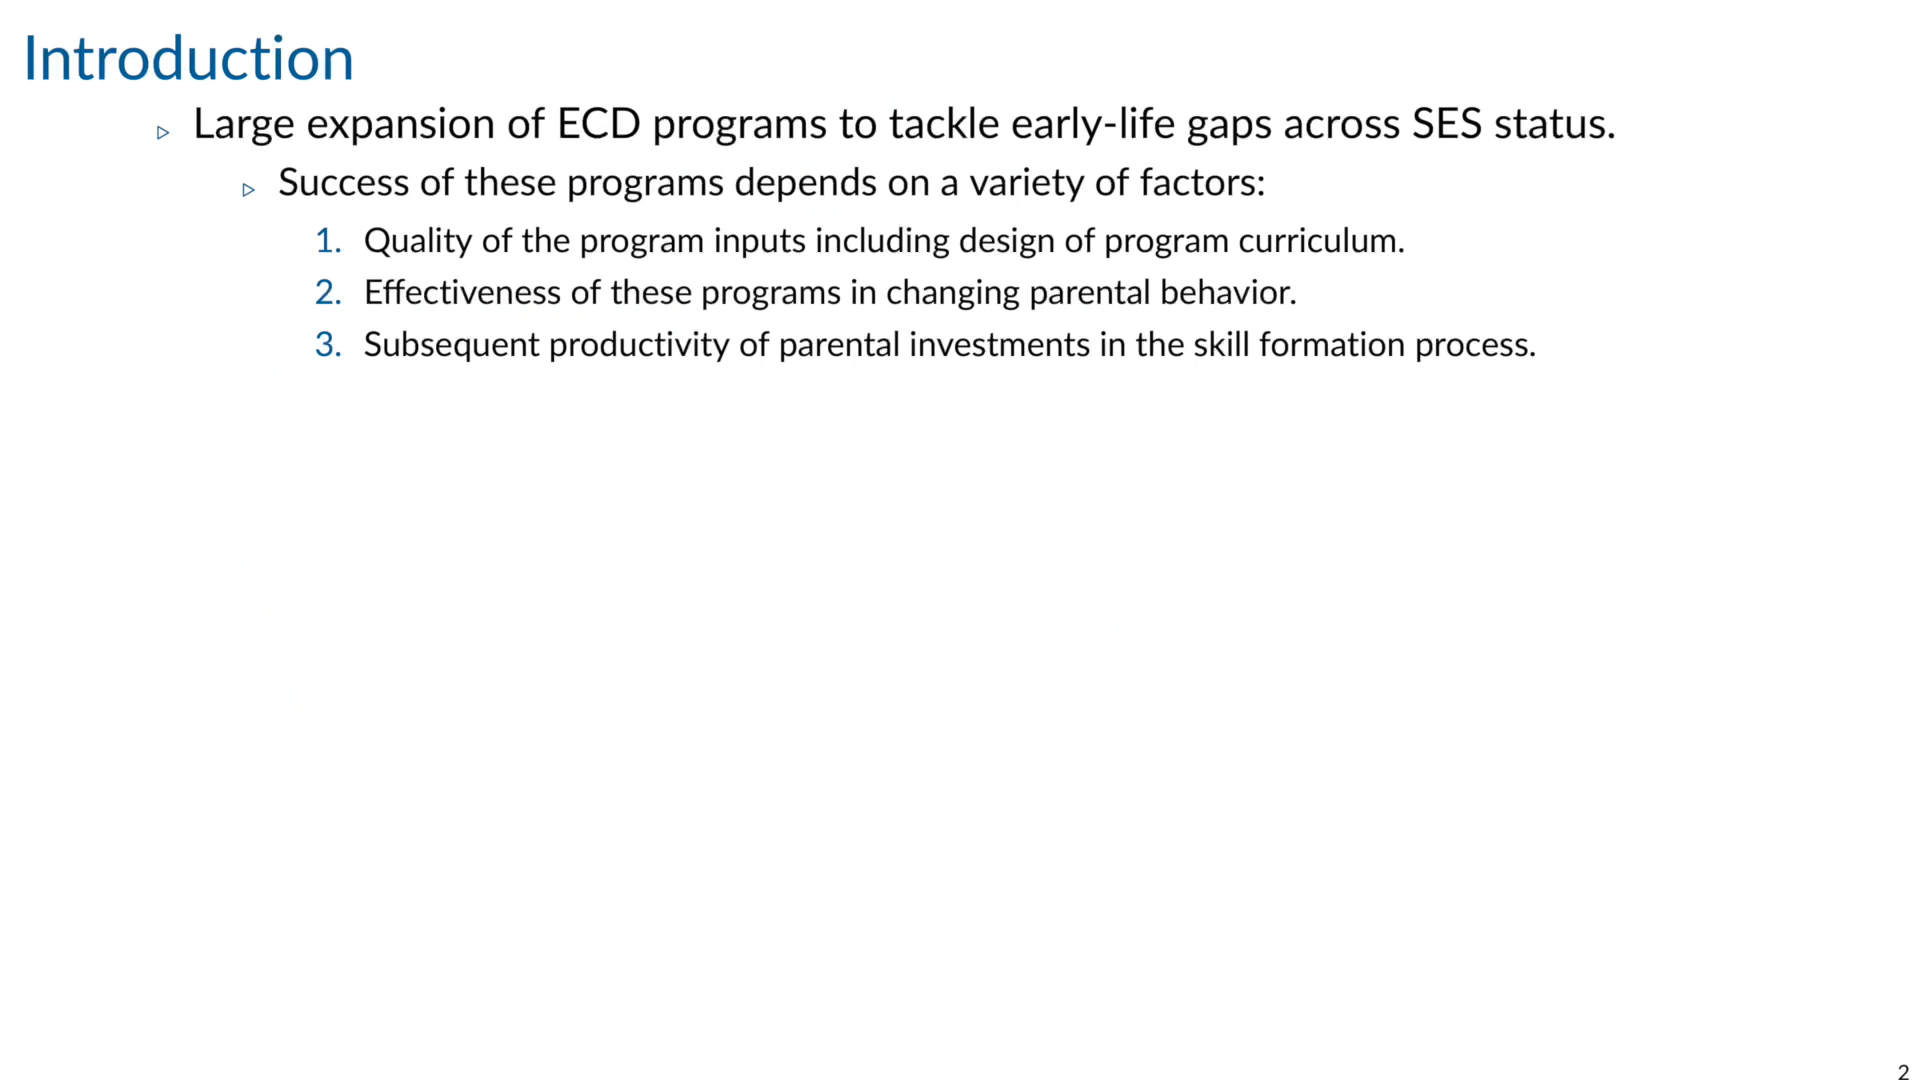 Introduction
▷ Large expansion of ECD programs to tackle early-life gaps across SES status.
▷ Success of these programs depends on a variety of factors:
1. Quality of the program inputs including design of program curriculum.
2. Effectiveness of these programs in changing parental behavior.
3. Subsequent productivity of parental investments in the skill formation process.
2